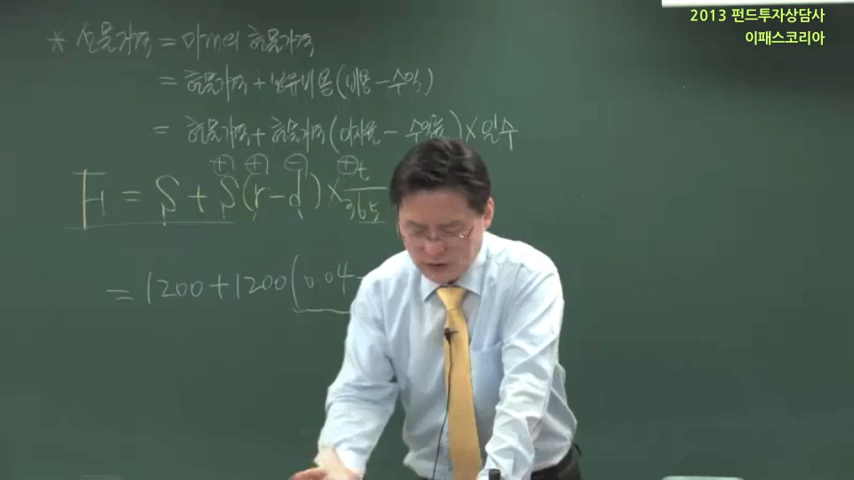 2013 펀드투자상담사
이패스코리아
* 선물가격 = 미래의 현물가격
= 현물가격 + 보유비용(비용 - 수익)
= 현물가격 + 현물가격(이자율 - 수익률) × 일수
⊕ ⊕ ⊖ ⊕
F = S + S(r - d) × t/365
= 1200 + 1200(0.04 -